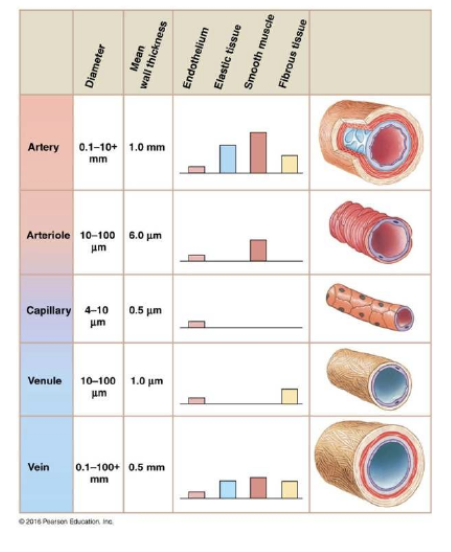 Diameter
Mean
wall thickness
Endothelium
Elastic tissue
Smooth muscle
Fibrous tissue
Artery
0.1–10+
mm
1.0 mm
Arteriole
10–100
µm
6.0 µm
Capillary
4–10
µm
0.5 µm
Venule
10–100
µm
1.0 µm
Vein
0.1–100+
mm
0.5 mm
© 2016 Pearson Education, Inc.